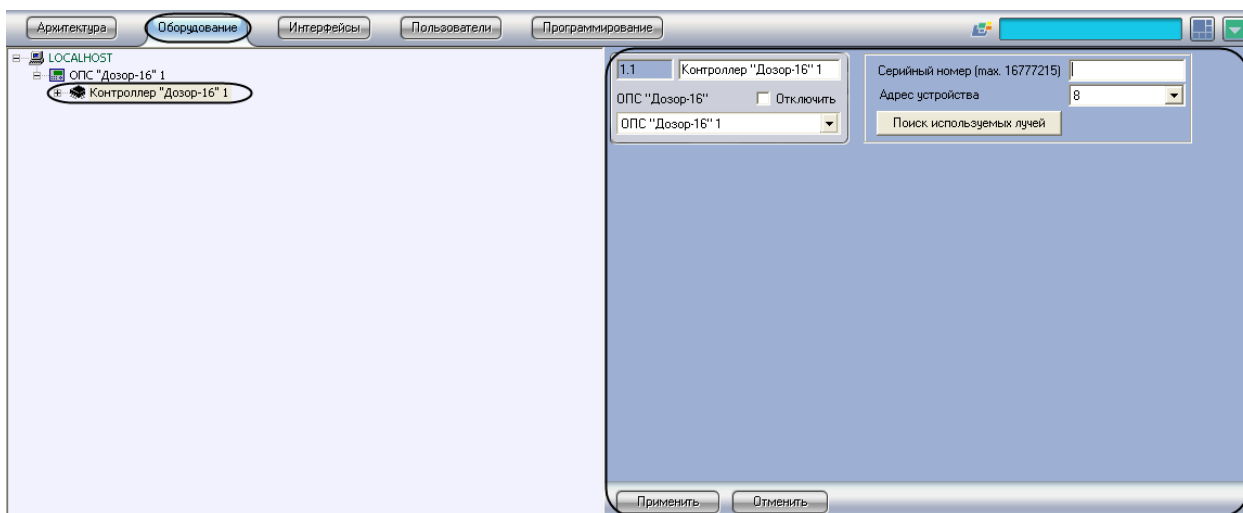 Архитектура Оборудование Интерфейсы Пользователи Программирование
LOCALHOST
ОПС "Дозор-16" 1
Контроллер "Дозор-16" 1
1.1 Контроллер "Дозор-16" 1
ОПС "Дозор-16" Отключить
ОПС "Дозор-16" 1
Серийный номер (max. 16777215)
Адрес устройства 8
Поиск используемых лучей
Применить Отменить